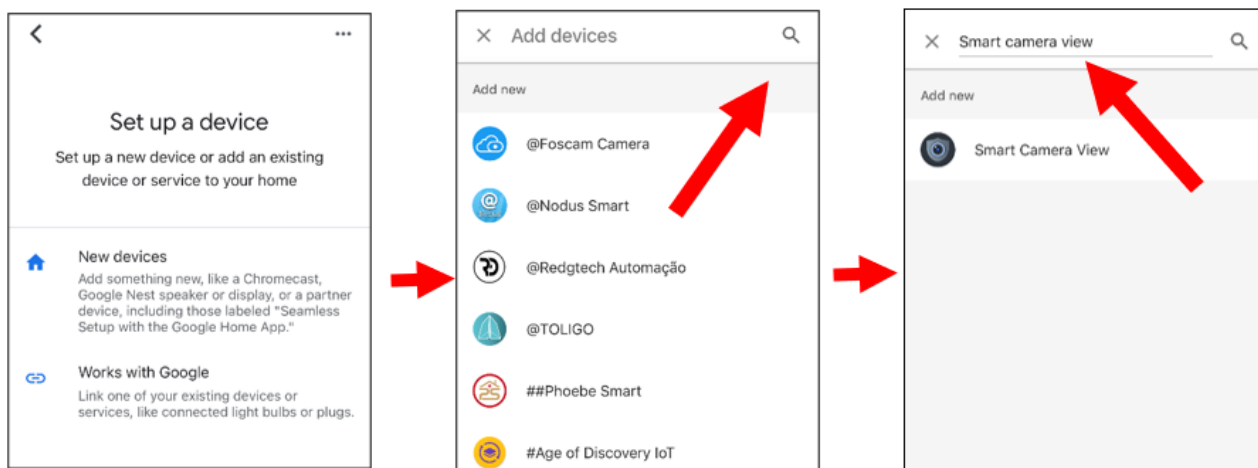 Set up a device
Set up a new device or add an existing
device or service to your home
New devices
Add something new, like a Chromecast,
Google Nest speaker or display, or a partner
device, including those labeled "Seamless
Setup with the Google Home App."
Works with Google
Link one of your existing devices or
services, like connected light bulbs or plugs.
Add devices
Add new
@Foscam Camera
@Nodus Smart
@Redgtech Automação
@TOLIGO
##Phoebe Smart
#Age of Discovery IoT
Smart camera view
Add new
Smart Camera View